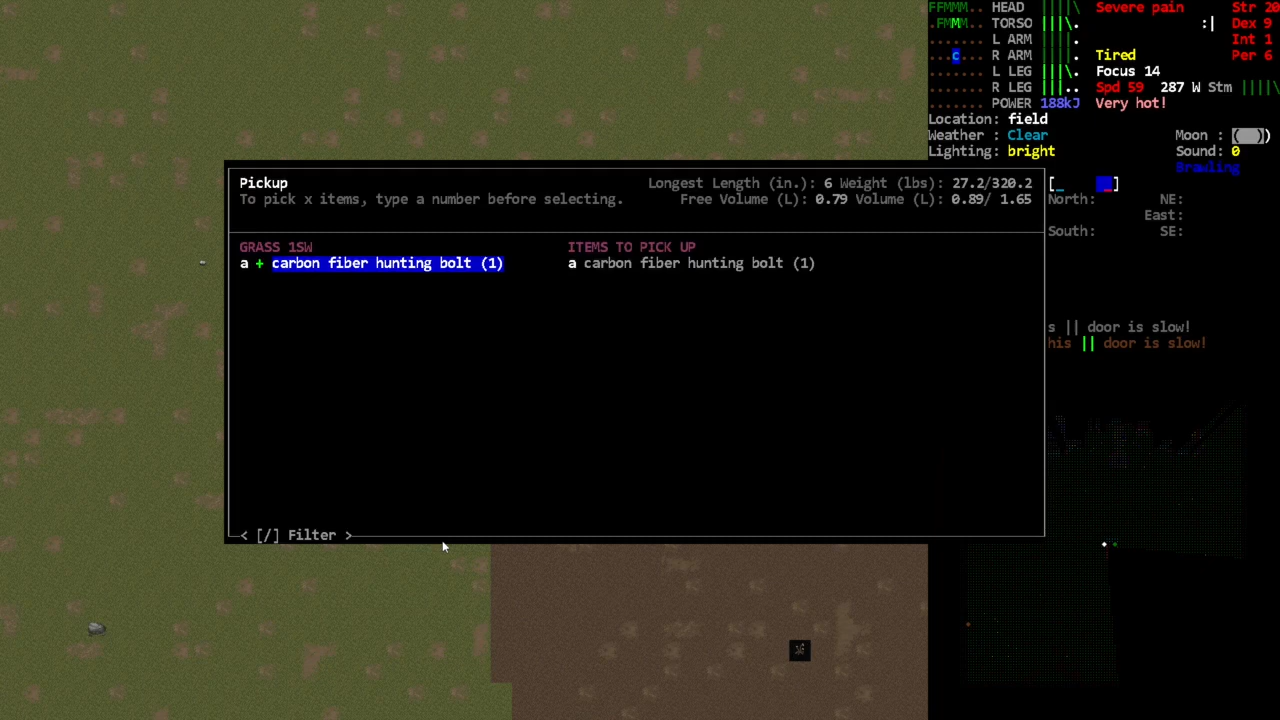 FFMMM.. HEAD ||||\ Severe pain Str 20
.FMMM.. TORSO |||\. :| Dex 9
....... L ARM ||||. Int 1
...c... R ARM ||||. Tired Per 6
....... L LEG |||\. Focus 14
....... R LEG |||.. Spd 59 287 W Stm ||||\
....... POWER 188kJ Very hot!
Location: field
Weather : Clear Moon : (   ))
Lighting: bright Sound: 0
Brawling
Pickup Longest Length (in.): 6 Weight (lbs): 27.2/320.2
To pick x items, type a number before selecting. Free Volume (L): 0.79 Volume (L): 0.89/ 1.65
North: NE:
East:
South: SE:
GRASS 1SW ITEMS TO PICK UP
a + carbon fiber hunting bolt (1) a carbon fiber hunting bolt (1)
s || door is slow!
his || door is slow!
< [/] Filter >